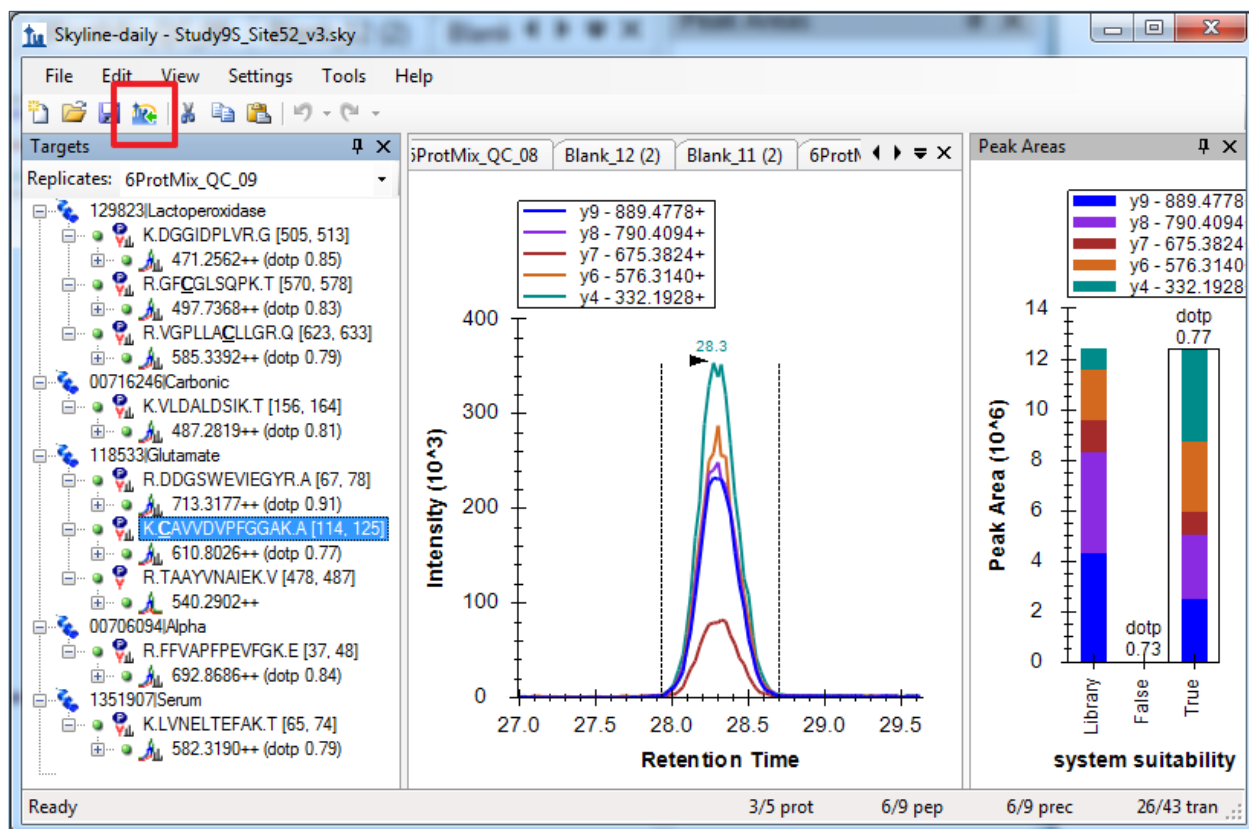 Skyline-daily - Study9S_Site52_v3.sky
File Edit View Settings Tools Help
Targets
Replicates: 6ProtMix_QC_09
129823|Lactoperoxidase
K.DGGIDPLVR.G [505, 513]
471.2562++ (dotp 0.85)
R.GFCGLSQPK.T [570, 578]
497.7368++ (dotp 0.83)
R.VGPLLACLLGR.Q [623, 633]
585.3392++ (dotp 0.79)
00716246|Carbonic
K.VLDALDSIK.T [156, 164]
487.2819++ (dotp 0.81)
118533|Glutamate
R.DDGSWEVIEGYR.A [67, 78]
713.3177++ (dotp 0.91)
K.CAVVDVPFGGAK.A [114, 125]
610.8026++ (dotp 0.77)
R.TAAYVNAIEK.V [478, 487]
540.2902++
00706094|Alpha
R.FFVAPFPEVFGK.E [37, 48]
692.8686++ (dotp 0.84)
1351907|Serum
K.LVNELTEFAK.T [65, 74]
582.3190++ (dotp 0.79)
5ProtMix_QC_08 Blank_12 (2) Blank_11 (2) 6ProtM
y9 - 889.4778+
y8 - 790.4094+
y7 - 675.3824+
y6 - 576.3140+
y4 - 332.1928+
28.3
400
300
200
100
0
Intensity (10^3)
27.0 27.5 28.0 28.5 29.0 29.5
Retention Time
Peak Areas
y9 - 889.4778
y8 - 790.4094
y7 - 675.3824
y6 - 576.3140
y4 - 332.1928
14
12
10
8
6
4
2
0
Peak Area (10^6)
dotp
0.77
dotp
0.73
Library False True
system suitability
Ready 3/5 prot 6/9 pep 6/9 prec 26/43 tran